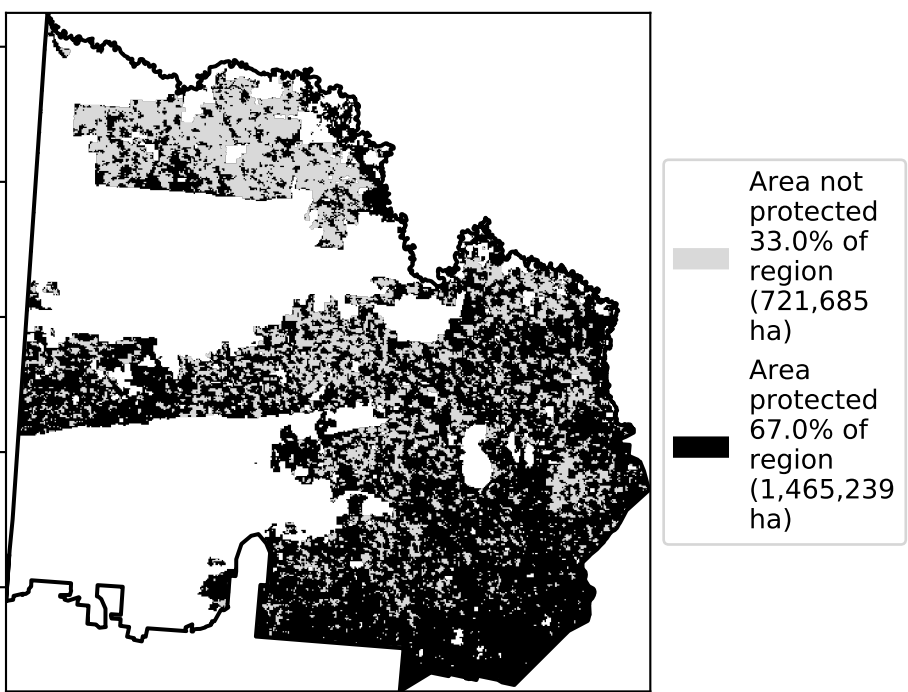 Area not
protected
33.0% of
region
(721,685
ha)
Area
protected
67.0% of
region
(1,465,239
ha)